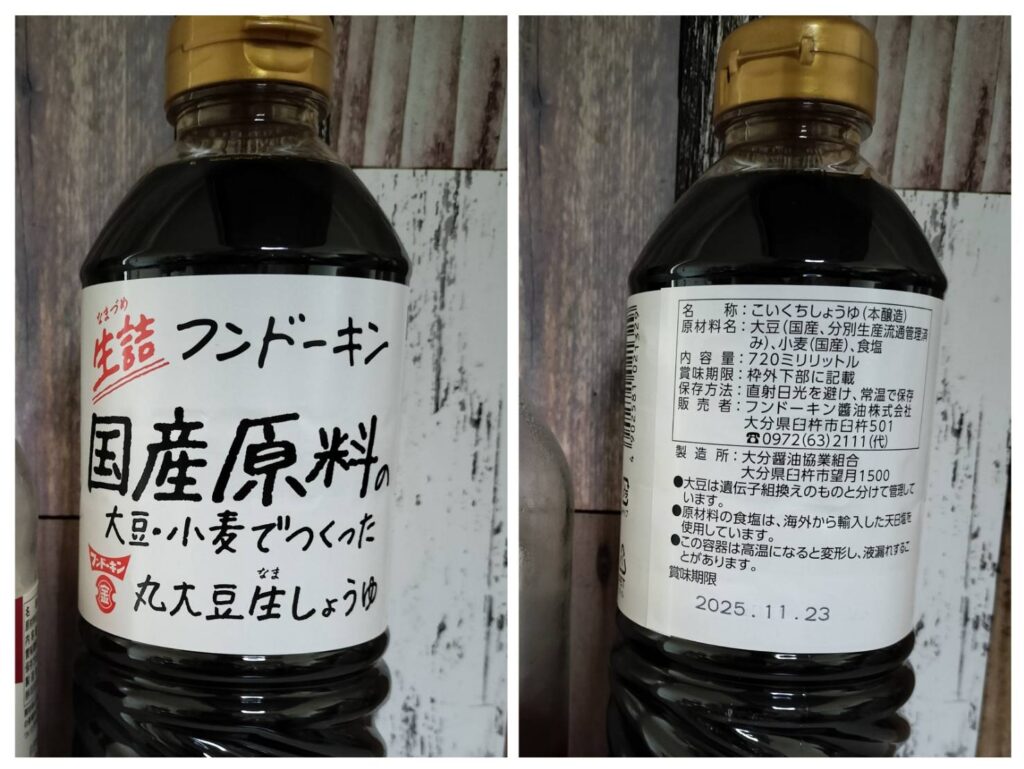 なまづめ
生詰
フンドーキン
国産原料の
大豆・小麦でつくった
なま
丸大豆生しょうゆ
フンドーキン
名 称:こいくちしょうゆ(本醸造)
原材料名:大豆(国産、分別生産流通管理済
み)、小麦(国産)、食塩
内 容 量:720ミリリットル
賞味期限:枠外下部に記載
保存方法:直射日光を避け、常温で保存
販 売 者:フンドーキン醬油株式会社
大分県臼杵市臼杵501
☎0972(63)2111(代)
製 造 所:大分醬油協業組合
大分県臼杵市望月1500
●大豆は遺伝子組換えのものと分けて管理して
います。
●原材料の食塩は、海外から輸入した天日塩を
使用しています。
●この容器は高温になると変形し、液漏れするこ
とがあります。
賞味期限
2025.11.23